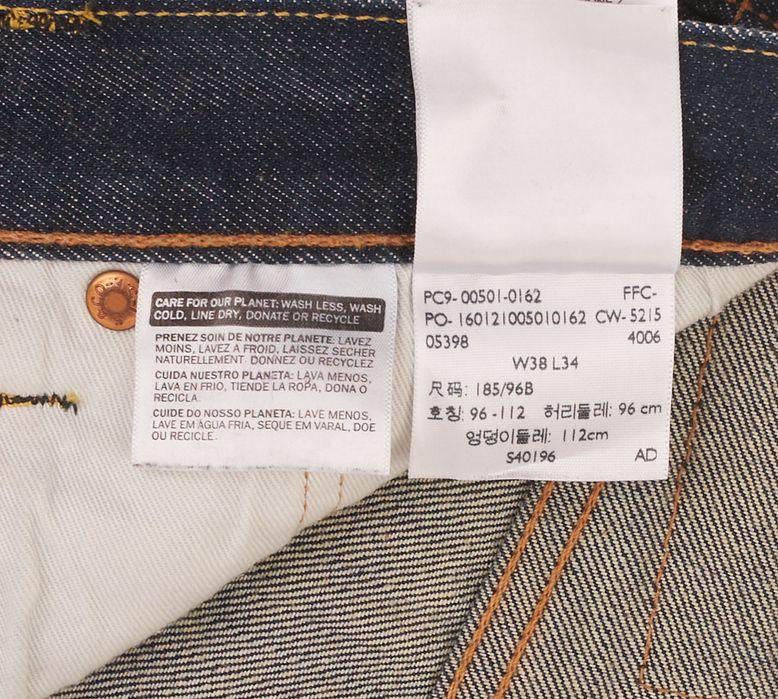 CARE FOR OUR PLANET: WASH LESS, WASH
COLD, LINE DRY, DONATE OR RECYCLE
PRENEZ SOIN DE NOTRE PLANETE: LAVEZ
MOINS, LAVEZ A FROID, LAISSEZ SECHER
NATURELLEMENT. DONNEZ OU RECYCLEZ
CUIDA NUESTRO PLANETA: LAVA MENOS,
LAVA EN FRIO, TIENDE LA ROPA, DONA O
RECICLA.
CUIDE DO NOSSO PLANETA: LAVE MENOS,
LAVE EM ÁGUA FRIA, SEQUE EM VARAL, DOE
OU RECICLE.
PC9- 00501-0162 FFC-
PO- 160121005010162 CW- 5215
05398 4006
W38 L34
尺码: 185/96B
호칭: 96 -112 허리둘레: 96 cm
엉덩이둘레: 112cm
S40196 AD